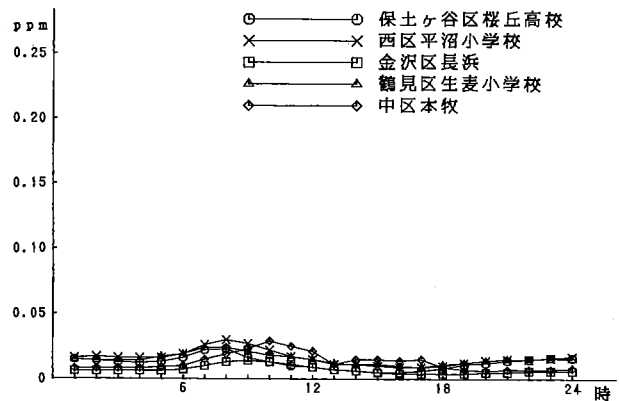 ppm
保土ヶ谷区桜丘高校
西区平沼小学校
金沢区長浜
鶴見区生麦小学校
中区本牧
0.25
0.20
0.15
0.10
0.05
0
6
12
18
24 時